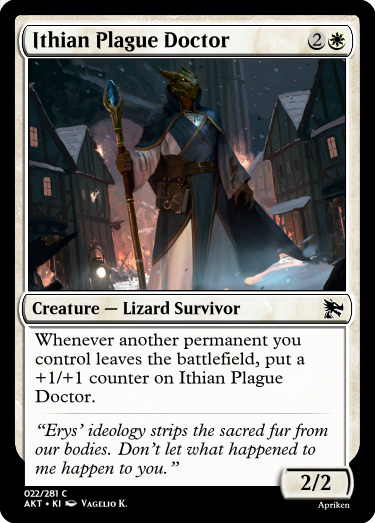 Ithian Plague Doctor 2
Creature — Lizard Survivor
Whenever another permanent you
control leaves the battlefield, put a
+1/+1 counter on Ithian Plague
Doctor.
“Erys’ ideology strips the sacred fur from
our bodies. Don’t let what happened to
me happen to you.”
2/2
022/281 C
AKT • KI Vagelio K.
Apriken